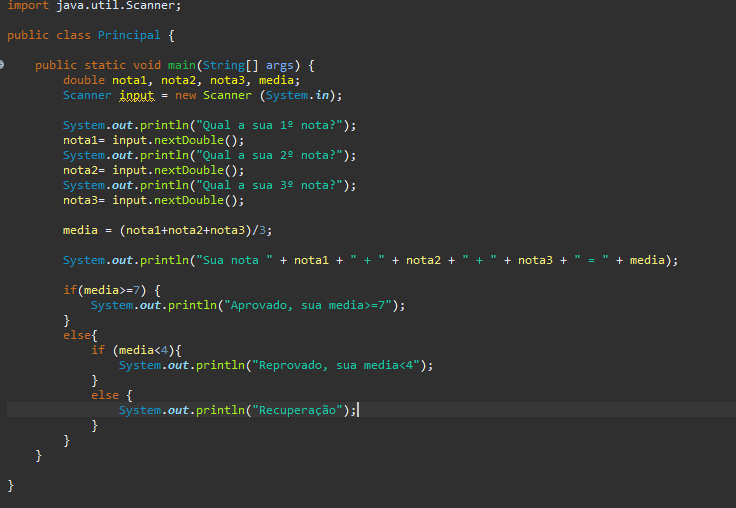 import java.util.Scanner;
public class Principal {
public static void main(String[] args) {
double nota1, nota2, nota3, media;
Scanner input = new Scanner (System.in);
System.out.println("Qual a sua 1º nota?");
nota1= input.nextDouble();
System.out.println("Qual a sua 2º nota?");
nota2= input.nextDouble();
System.out.println("Qual a sua 3º nota?");
nota3= input.nextDouble();
media = (nota1+nota2+nota3)/3;
System.out.println("Sua nota " + nota1 + " + " + nota2 + " + " + nota3 + " = " + media);
if(media>=7) {
System.out.println("Aprovado, sua media>=7");
}
else{
if (media<4){
System.out.println("Reprovado, sua media<4");
}
else {
System.out.println("Recuperação");
}
}
}
}